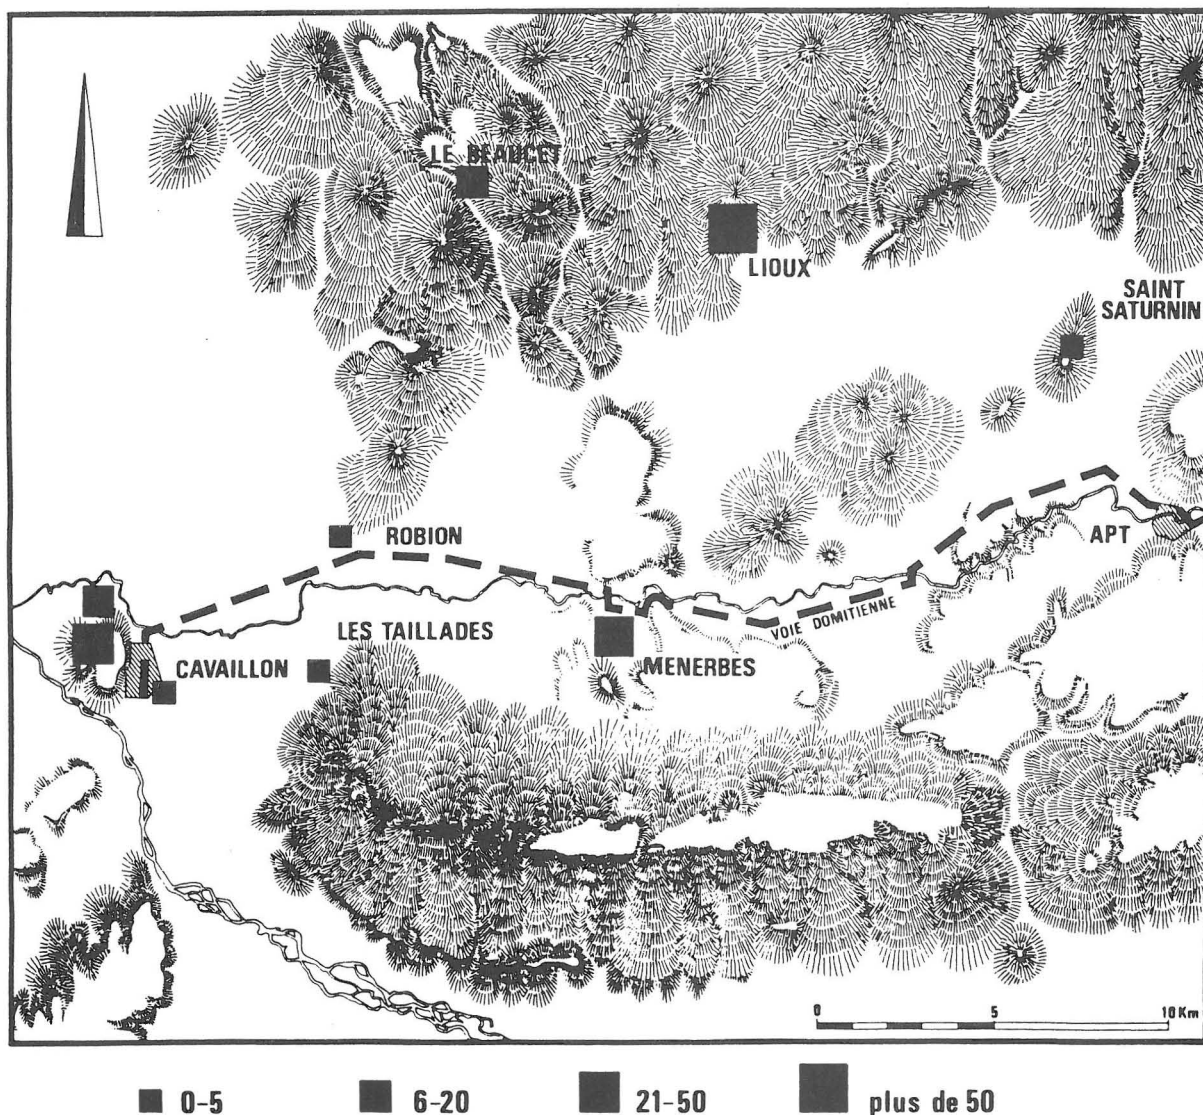 LE BEAUCET
LIOUX
SAINT
SATURNIN
ROBION
APT
VOIE DOMITIENNE
LES TAILLADES
CAVAILLON
MENERBES
0 5 10 Km
0-5 6-20 21-50 plus de 50